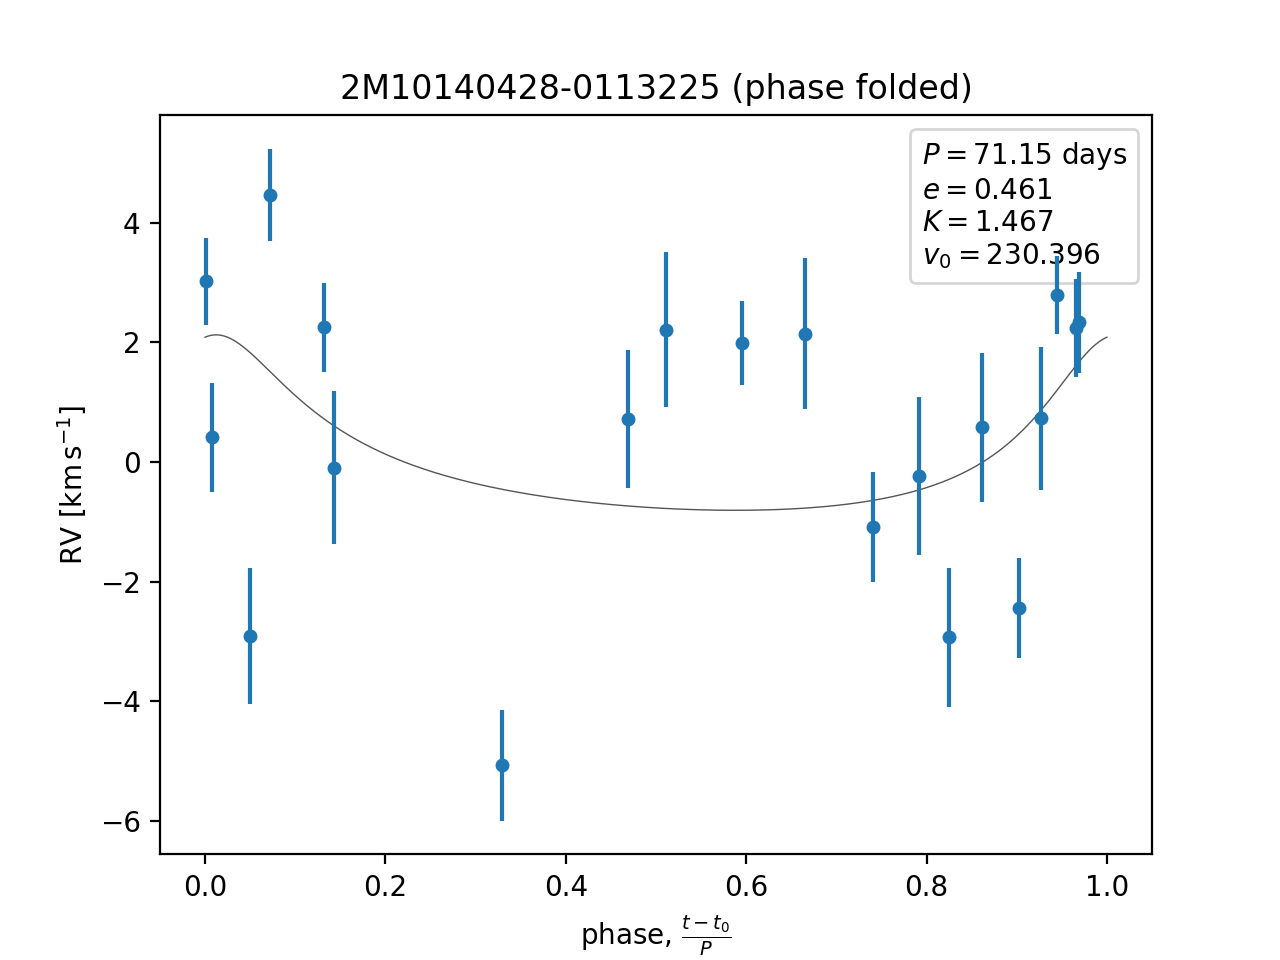 2M10140428-0113225 (phase folded)
P = 71.15 days
e = 0.461
K = 1.467
v₀ = 230.396
RV [km s⁻¹]
4
2
0
−2
−4
−6
0.0 0.2 0.4 0.6 0.8 1.0
phase, (t − t₀)/P